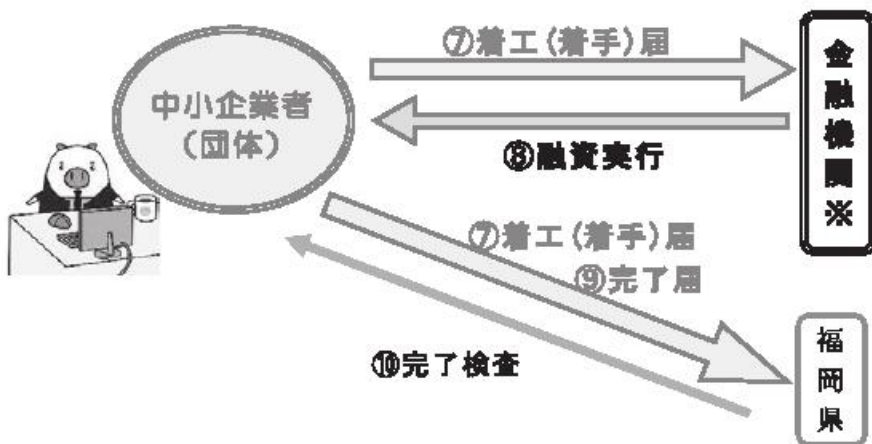 ⑦着工(着手)届
中小企業者
(団体)
⑧融資実行
金融機関※
⑦着工(着手)届
⑨完了届
⑩完了検査
福岡県